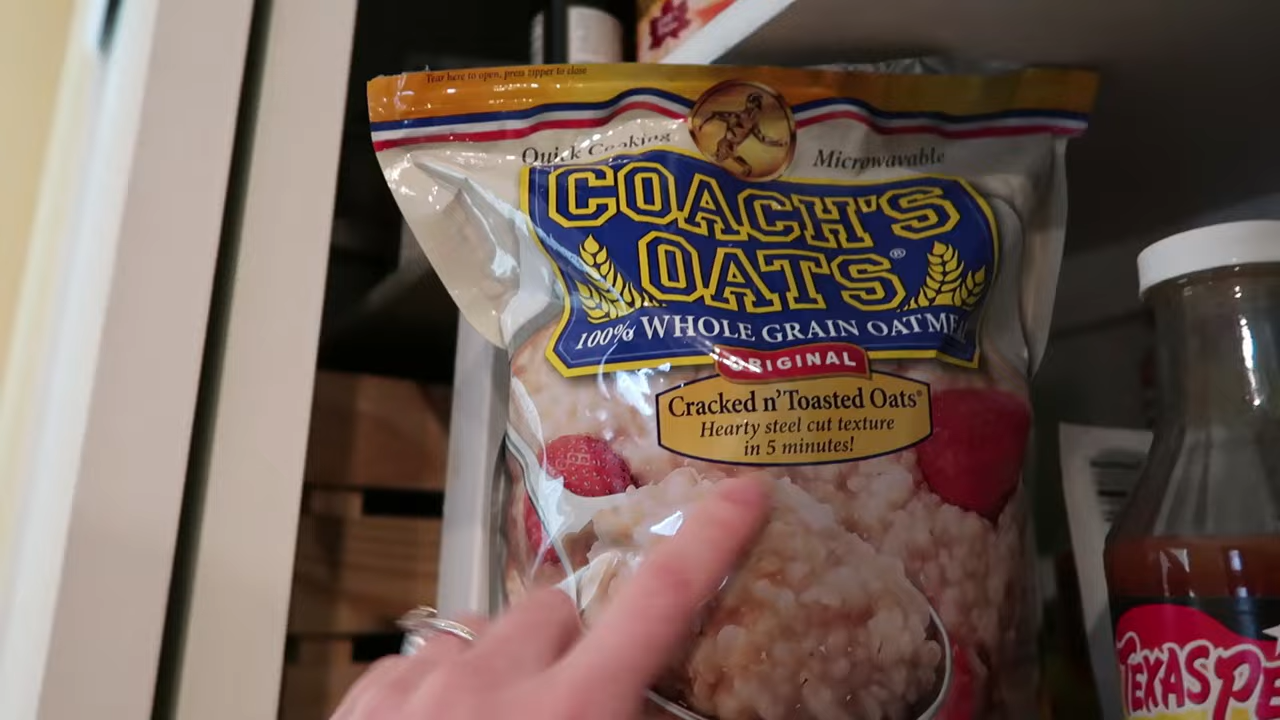 Tear here to open, press zipper to close
Quick Cooking
Microwavable
COACH'S
OATS®
100% WHOLE GRAIN OATMEAL
ORIGINAL
Cracked n' Toasted Oats®
Hearty steel cut texture
in 5 minutes!
TEXAS PE